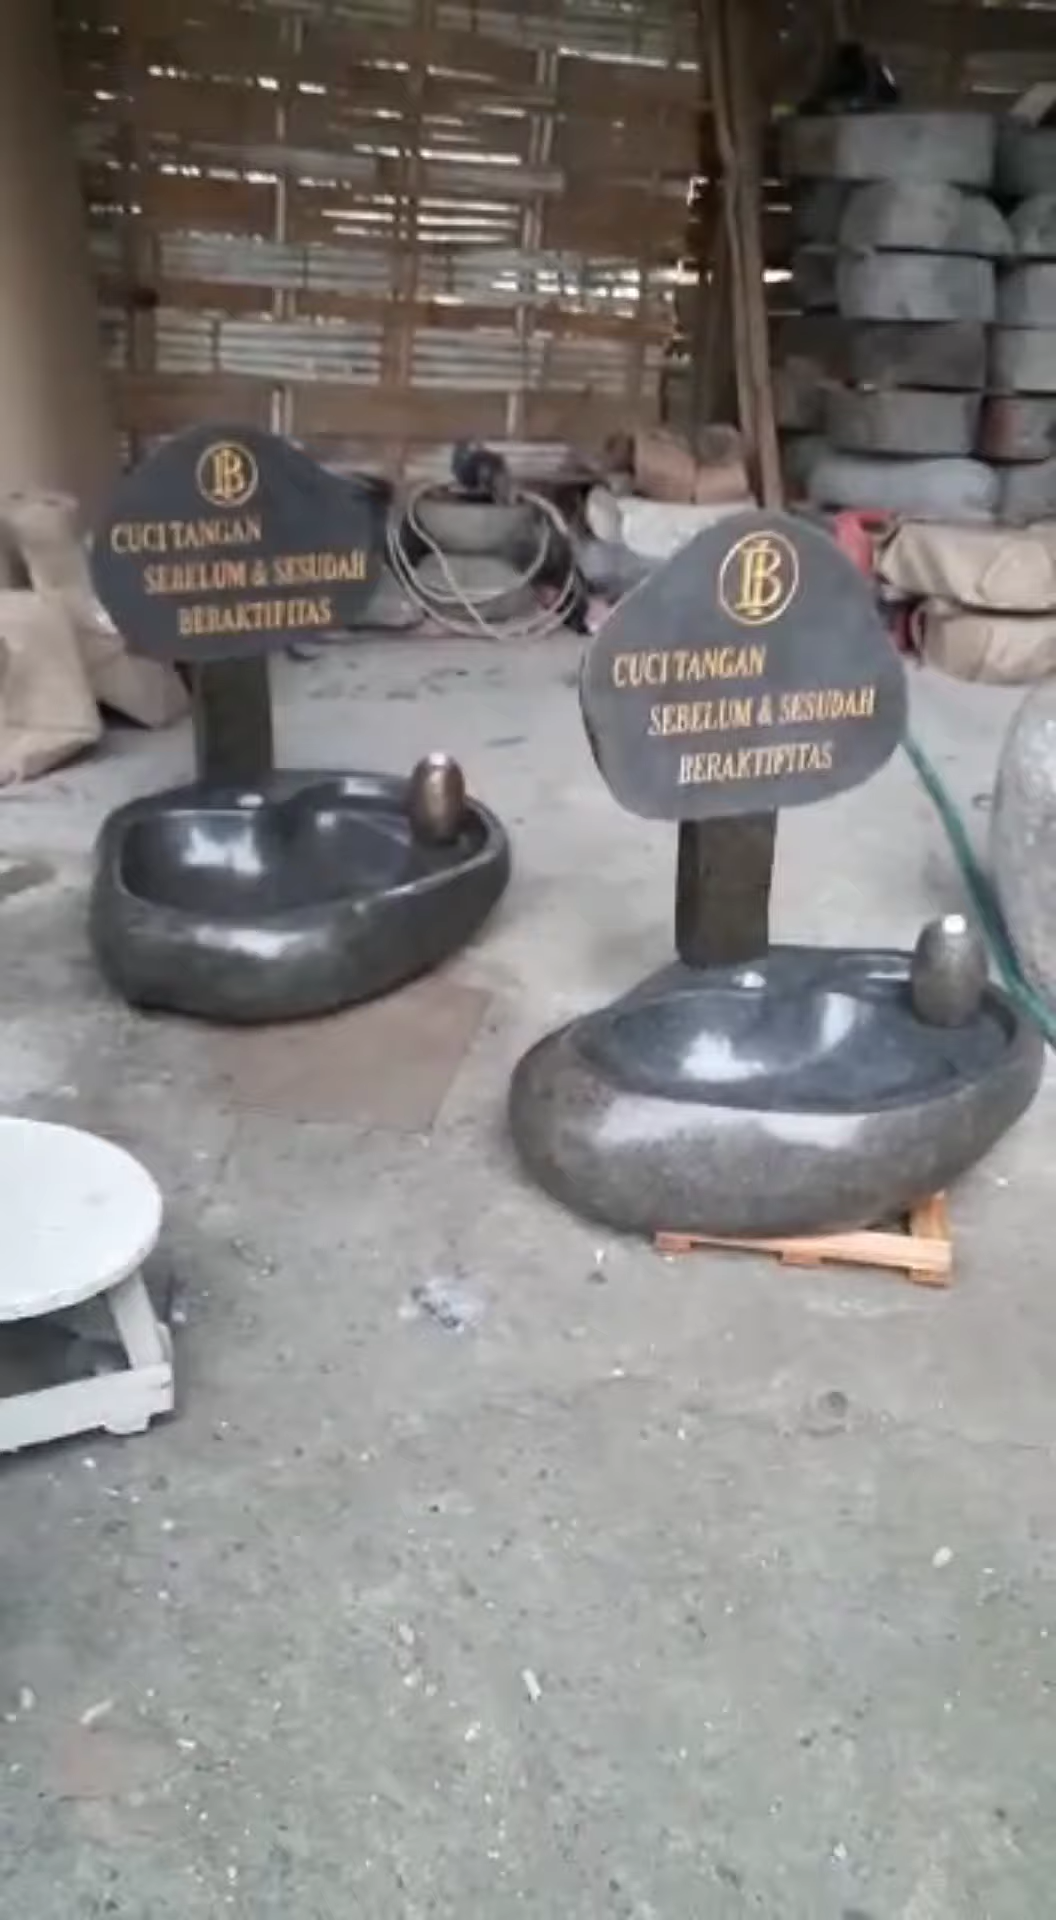 B
CUCI TANGAN
SEBELUM & SESUDAH
BERAKTIFITAS
B
CUCI TANGAN
SEBELUM & SESUDAH
BERAKTIFITAS